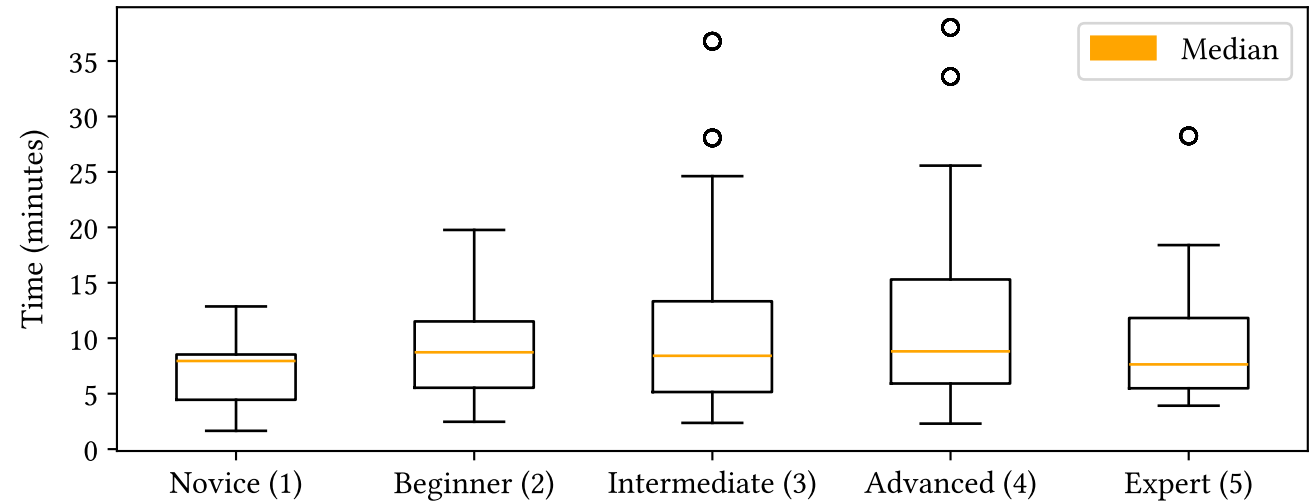 Time (minutes)
35
30
25
20
15
10
5
0
Median
Novice (1)
Beginner (2)
Intermediate (3)
Advanced (4)
Expert (5)